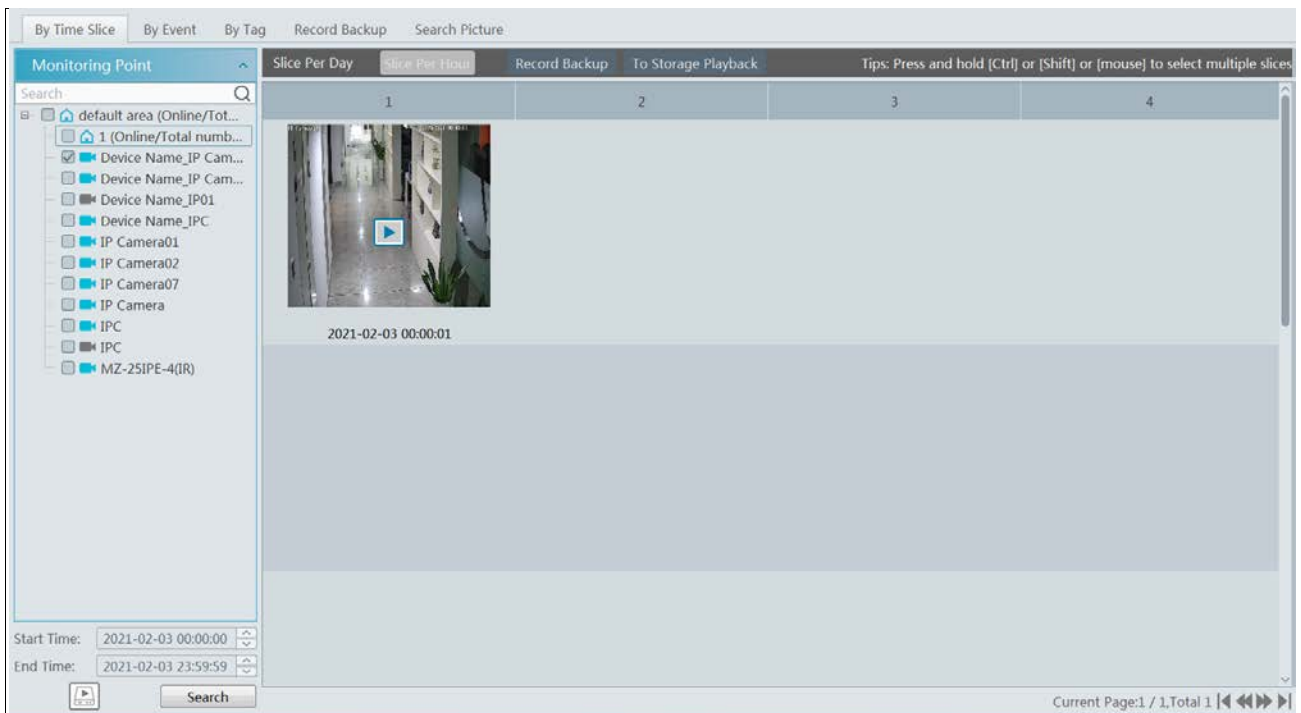 By Time Slice By Event By Tag Record Backup Search Picture
Monitoring Point Slice Per Day Slice Per Hour Record Backup To Storage Playback Tips: Press and hold [Ctrl] or [Shift] or [mouse] to select multiple slices
Search
1 2 3 4
default area (Online/Tot...
1 (Online/Total numb...
Device Name_IP Cam...
Device Name_IP Cam...
Device Name_IP01
Device Name_IPC
IP Camera01
IP Camera02
IP Camera07
IP Camera
IPC
IPC
MZ-25IPE-4(IR)
2021-02-03 00:00:01
Start Time: 2021-02-03 00:00:00
End Time: 2021-02-03 23:59:59
Search
Current Page:1 / 1,Total 1